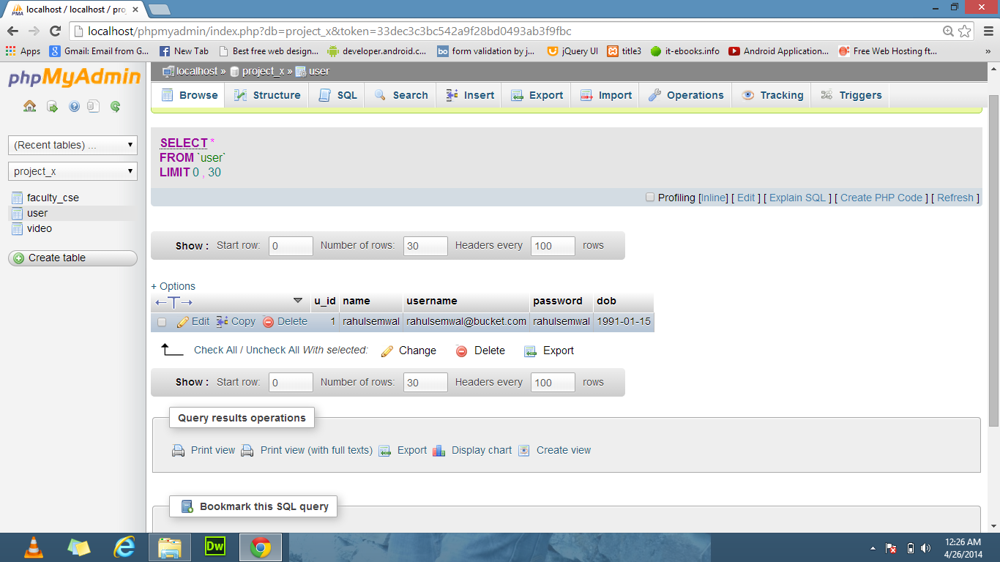 localhost / localhost / pro
localhost/phpmyadmin/index.php?db=project_x&token=33dec3c3bc542a9f28bd0493ab3f9fbc
Apps Gmail: Email from G... New Tab Best free web design... developer.android.c... bo form validation by j... jQuery UI title3 it-ebooks.info Android Application... Free Web Hosting ft... »
phpMyAdmin
(Recent tables) ...
project_x
faculty_cse
user
video
Create table
localhost » project_x » user
Browse Structure SQL Search Insert Export Import Operations Tracking Triggers
SELECT *
FROM `user`
LIMIT 0 , 30
Profiling [Inline] [ Edit ] [ Explain SQL ] [ Create PHP Code ] [ Refresh ]
Show : Start row: 0 Number of rows: 30 Headers every 100 rows
+ Options
←T→ u_id name username password dob
Edit Copy Delete 1 rahulsemwal rahulsemwal@bucket.com rahulsemwal 1991-01-15
Check All / Uncheck All With selected: Change Delete Export
Show : Start row: 0 Number of rows: 30 Headers every 100 rows
Query results operations
Print view Print view (with full texts) Export Display chart Create view
Bookmark this SQL query
Dw
12:26 AM
4/26/2014